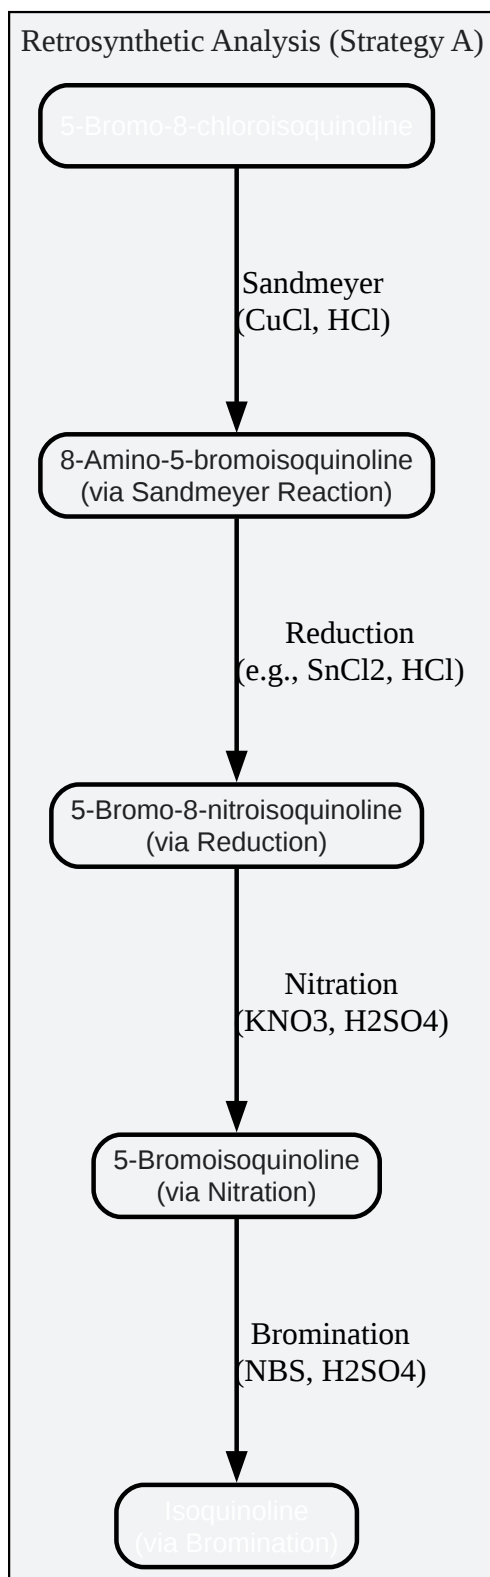 Retrosynthetic Analysis (Strategy A)
5-Bromo-8-chloroisoquinoline
Sandmeyer
(CuCl, HCl)
8-Amino-5-bromoisoquinoline
(via Sandmeyer Reaction)
Reduction
(e.g., SnCl2, HCl)
5-Bromo-8-nitroisoquinoline
(via Reduction)
Nitration
(KNO3, H2SO4)
5-Bromoisoquinoline
(via Nitration)
Bromination
(NBS, H2SO4)
Isoquinoline
(via Bromination)